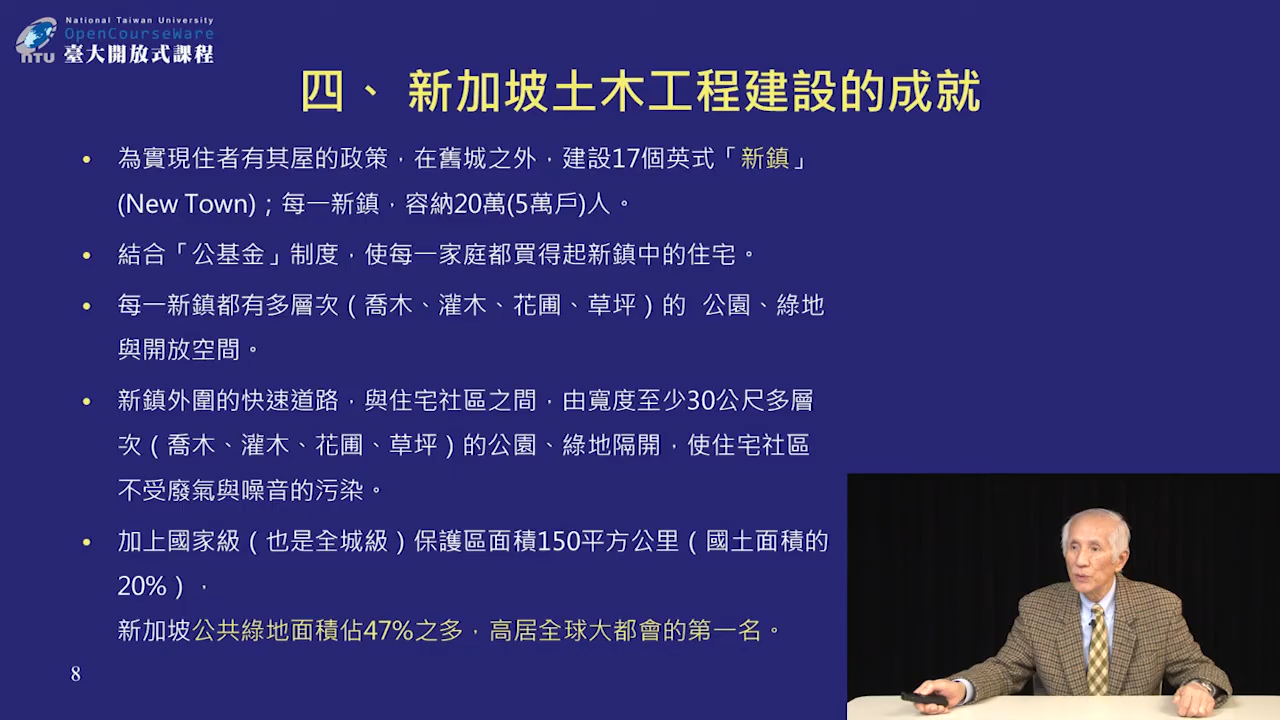 National Taiwan University
OpenCourseWare
NTU 臺大開放式課程
四、 新加坡土木工程建設的成就
• 為實現住者有其屋的政策，在舊城之外，建設17個英式「新鎮」
(New Town)；每一新鎮，容納20萬(5萬戶)人。
• 結合「公基金」制度，使每一家庭都買得起新鎮中的住宅。
• 每一新鎮都有多層次（喬木、灌木、花圃、草坪）的 公園、綠地
與開放空間。
• 新鎮外圍的快速道路，與住宅社區之間，由寬度至少30公尺多層
次（喬木、灌木、花圃、草坪）的公園、綠地隔開，使住宅社區
不受廢氣與噪音的污染。
• 加上國家級（也是全城級）保護區面積150平方公里（國土面積的
20%），
新加坡公共綠地面積佔47%之多，高居全球大都會的第一名。
8